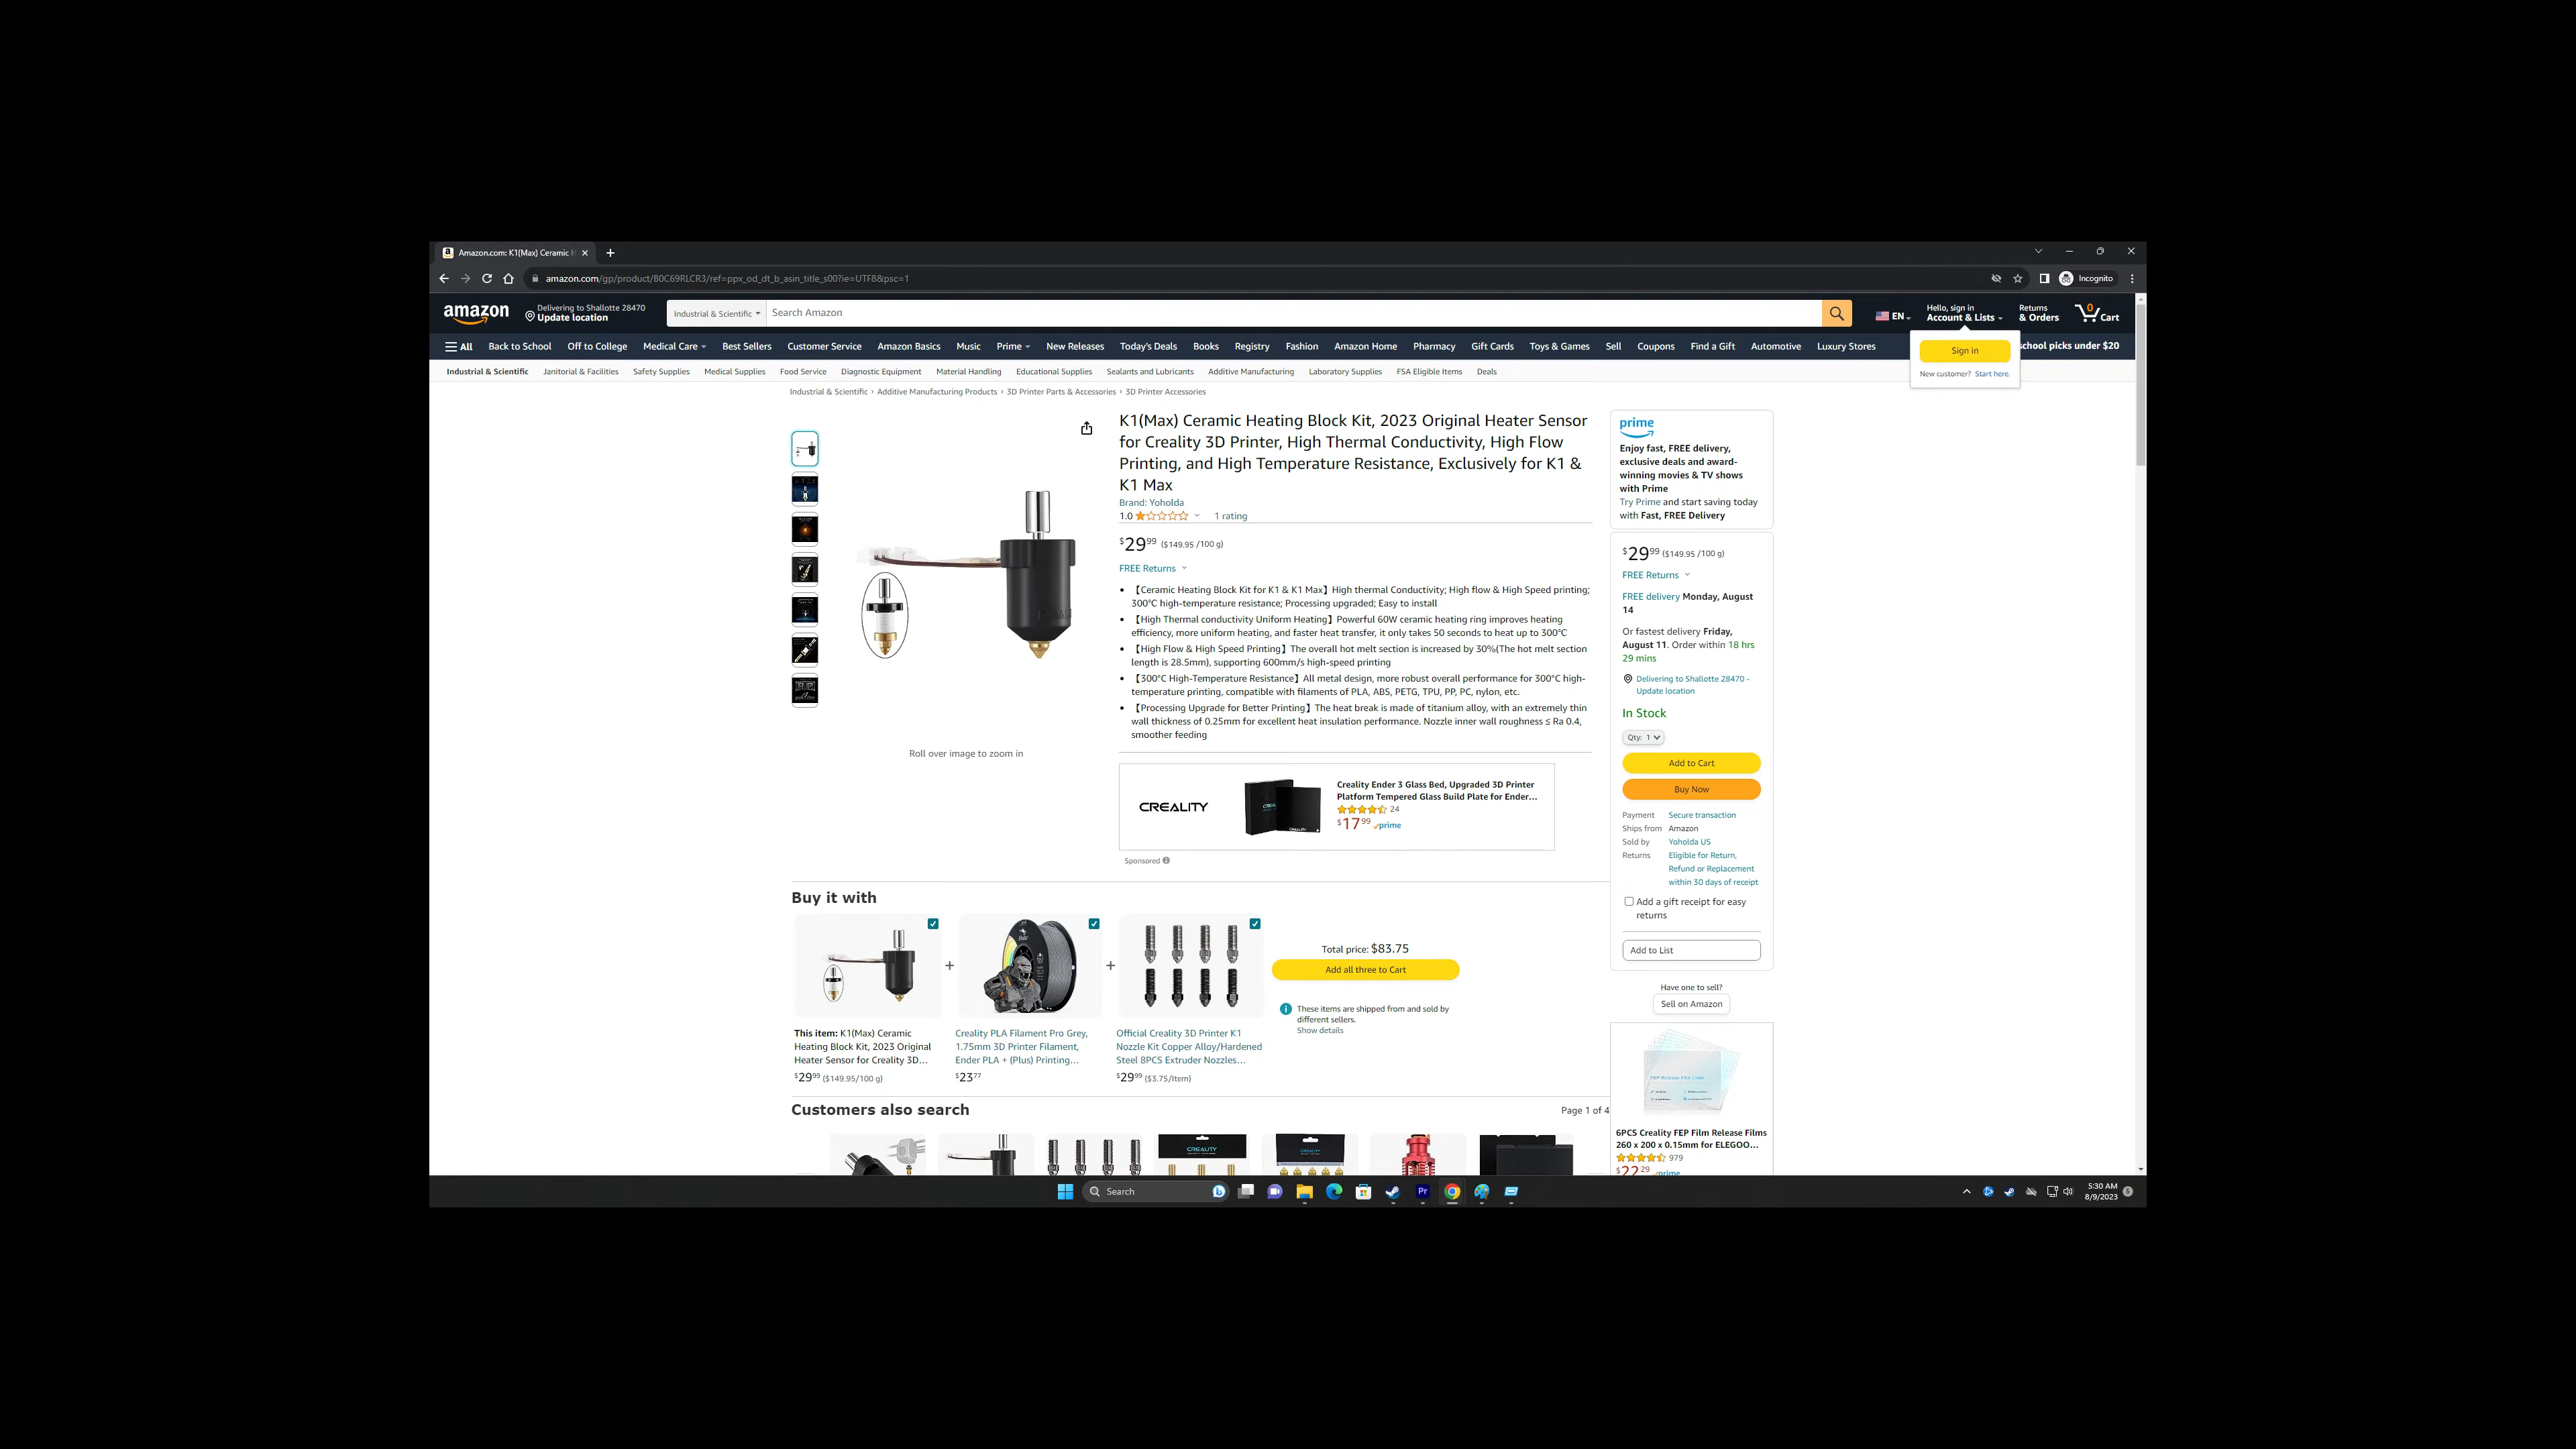 Amazon.com: K1(Max) Ceramic H
amazon.com/gp/product/B0C69RLCR3/ref=ppx_od_dt_b_asin_title_s00?ie=UTF8&psc=1
Incognito
amazon
Delivering to Shallotte 28470
Update location
Industrial & Scientific
Search Amazon
EN
Hello, sign in
Account & Lists
Returns
& Orders
0
Cart
All
Back to School
Off to College
Medical Care
Best Sellers
Customer Service
Amazon Basics
Music
Prime
New Releases
Today's Deals
Books
Registry
Fashion
Amazon Home
Pharmacy
Gift Cards
Toys & Games
Sell
Coupons
Find a Gift
Automotive
Luxury Stores
school picks under $20
Sign in
New customer? Start here.
Industrial & Scientific
Janitorial & Facilities
Safety Supplies
Medical Supplies
Food Service
Diagnostic Equipment
Material Handling
Educational Supplies
Sealants and Lubricants
Additive Manufacturing
Laboratory Supplies
FSA Eligible Items
Deals
Industrial & Scientific › Additive Manufacturing Products › 3D Printer Parts & Accessories › 3D Printer Accessories
Roll over image to zoom in
K1(Max) Ceramic Heating Block Kit, 2023 Original Heater Sensor
for Creality 3D Printer, High Thermal Conductivity, High Flow
Printing, and High Temperature Resistance, Exclusively for K1 &
K1 Max
Brand: Yoholda
1.0
1 rating
$29.99 ($149.95 /100 g)
FREE Returns
• 【Ceramic Heating Block Kit for K1 & K1 Max】High thermal Conductivity; High flow & High Speed printing;
300℃ high-temperature resistance; Processing upgraded; Easy to install
• 【High Thermal conductivity Uniform Heating】Powerful 60W ceramic heating ring improves heating
efficiency, more uniform heating, and faster heat transfer, it only takes 50 seconds to heat up to 300℃
• 【High Flow & High Speed Printing】The overall hot melt section is increased by 30%(The hot melt section
length is 28.5mm), supporting 600mm/s high-speed printing
• 【300°C High-Temperature Resistance】All metal design, more robust overall performance for 300℃ high-
temperature printing, compatible with filaments of PLA, ABS, PETG, TPU, PP, PC, nylon, etc.
• 【Processing Upgrade for Better Printing】The heat break is made of titanium alloy, with an extremely thin
wall thickness of 0.25mm for excellent heat insulation performance. Nozzle inner wall roughness ≤ Ra 0.4,
smoother feeding
CREALITY
Creality Ender 3 Glass Bed, Upgraded 3D Printer
Platform Tempered Glass Build Plate for Ender...
24
$17.99 prime
Sponsored
prime
Enjoy fast, FREE delivery,
exclusive deals and award-
winning movies & TV shows
with Prime
Try Prime and start saving today
with Fast, FREE Delivery
$29.99 ($149.95 /100 g)
FREE Returns
FREE delivery Monday, August
14
Or fastest delivery Friday,
August 11. Order within 18 hrs
29 mins
Delivering to Shallotte 28470 -
Update location
In Stock
Qty: 1
Add to Cart
Buy Now
Payment Secure transaction
Ships from Amazon
Sold by Yoholda US
Returns Eligible for Return,
Refund or Replacement
within 30 days of receipt
Add a gift receipt for easy
returns
Add to List
Have one to sell?
Sell on Amazon
6PCS Creality FEP Film Release Films
260 x 200 x 0.15mm for ELEGOO...
979
$22.29 prime
Buy it with
+
+
This item: K1(Max) Ceramic
Heating Block Kit, 2023 Original
Heater Sensor for Creality 3D...
$29.99 ($149.95/100 g)
Creality PLA Filament Pro Grey,
1.75mm 3D Printer Filament,
Ender PLA + (Plus) Printing...
$23.77
Official Creality 3D Printer K1
Nozzle Kit Copper Alloy/Hardened
Steel 8PCS Extruder Nozzles...
$29.99 ($3.75/Item)
Total price: $83.75
Add all three to Cart
These items are shipped from and sold by
different sellers.
Show details
Customers also search
Page 1 of 4
CREALITY
CREALITY
Search
Pr
5:30 AM
8/9/2023